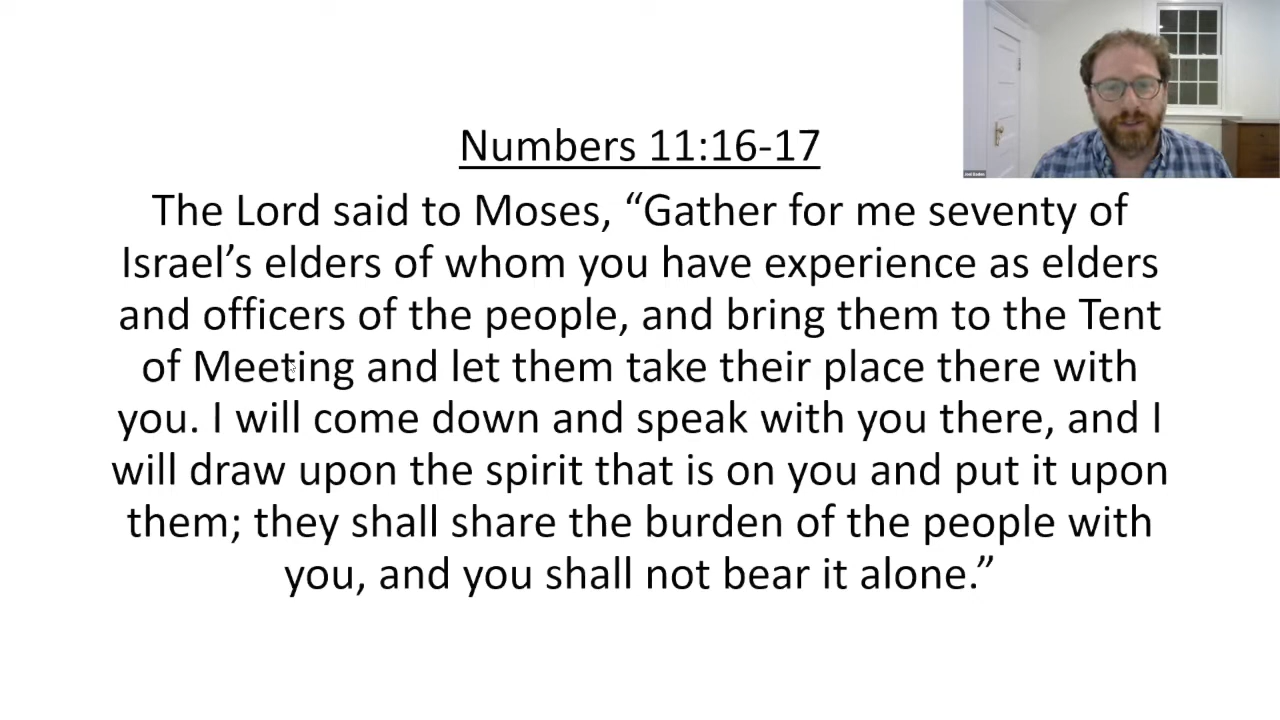 Numbers 11:16-17
The Lord said to Moses, “Gather for me seventy of
Israel’s elders of whom you have experience as elders
and officers of the people, and bring them to the Tent
of Meeting and let them take their place there with
you. I will come down and speak with you there, and I
will draw upon the spirit that is on you and put it upon
them; they shall share the burden of the people with
you, and you shall not bear it alone.”